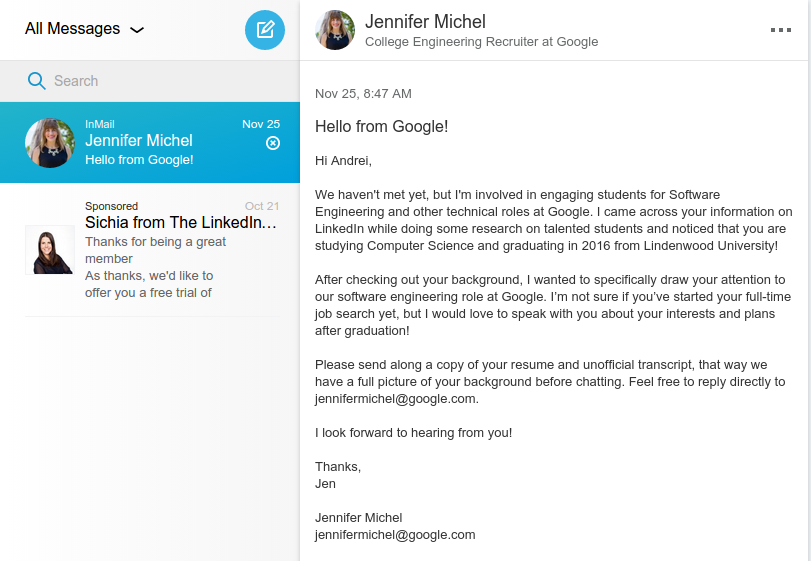 All Messages
Search
InMail
Nov 25
Jennifer Michel
Hello from Google!
Sponsored
Oct 21
Sichia from The LinkedIn…
Thanks for being a great
member
As thanks, we'd like to
offer you a free trial of
Jennifer Michel
College Engineering Recruiter at Google
Nov 25, 8:47 AM
Hello from Google!
Hi Andrei,
We haven't met yet, but I'm involved in engaging students for Software
Engineering and other technical roles at Google. I came across your information on
LinkedIn while doing some research on talented students and noticed that you are
studying Computer Science and graduating in 2016 from Lindenwood University!
After checking out your background, I wanted to specifically draw your attention to
our software engineering role at Google. I’m not sure if you’ve started your full-time
job search yet, but I would love to speak with you about your interests and plans
after graduation!
Please send along a copy of your resume and unofficial transcript, that way we
have a full picture of your background before chatting. Feel free to reply directly to
jennifermichel@google.com.
I look forward to hearing from you!
Thanks,
Jen
Jennifer Michel
jennifermichel@google.com